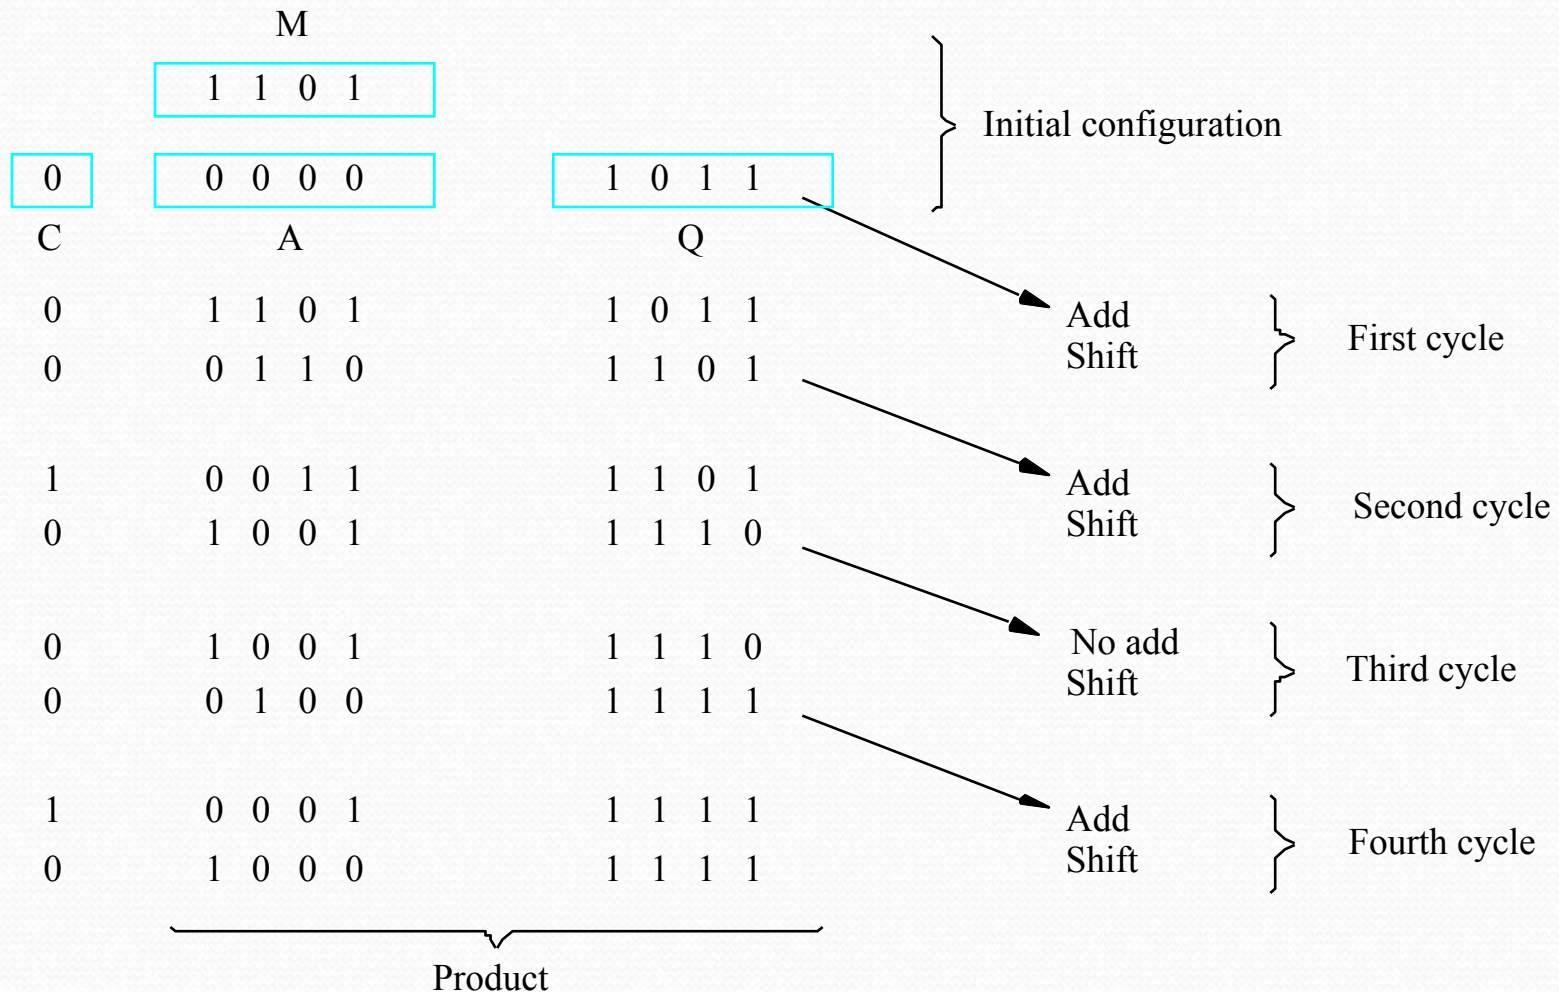 M
1 1 0 1
Initial configuration
0 0 0 0 0 1 0 1 1
C A Q
0 1 1 0 1 1 0 1 1 Add
First cycle
0 0 1 1 0 1 1 0 1 Shift
1 0 0 1 1 1 1 0 1 Add
Second cycle
0 1 0 0 1 1 1 1 0 Shift
0 1 0 0 1 1 1 1 0 No add
Third cycle
0 0 1 0 0 1 1 1 1 Shift
1 0 0 0 1 1 1 1 1 Add
Fourth cycle
0 1 0 0 0 1 1 1 1 Shift
Product